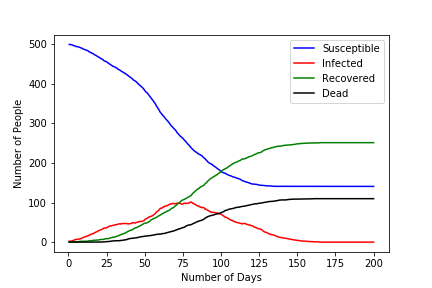 500
400
300
200
100
0
Number of People
Susceptible
Infected
Recovered
Dead
0 25 50 75 100 125 150 175 200
Number of Days